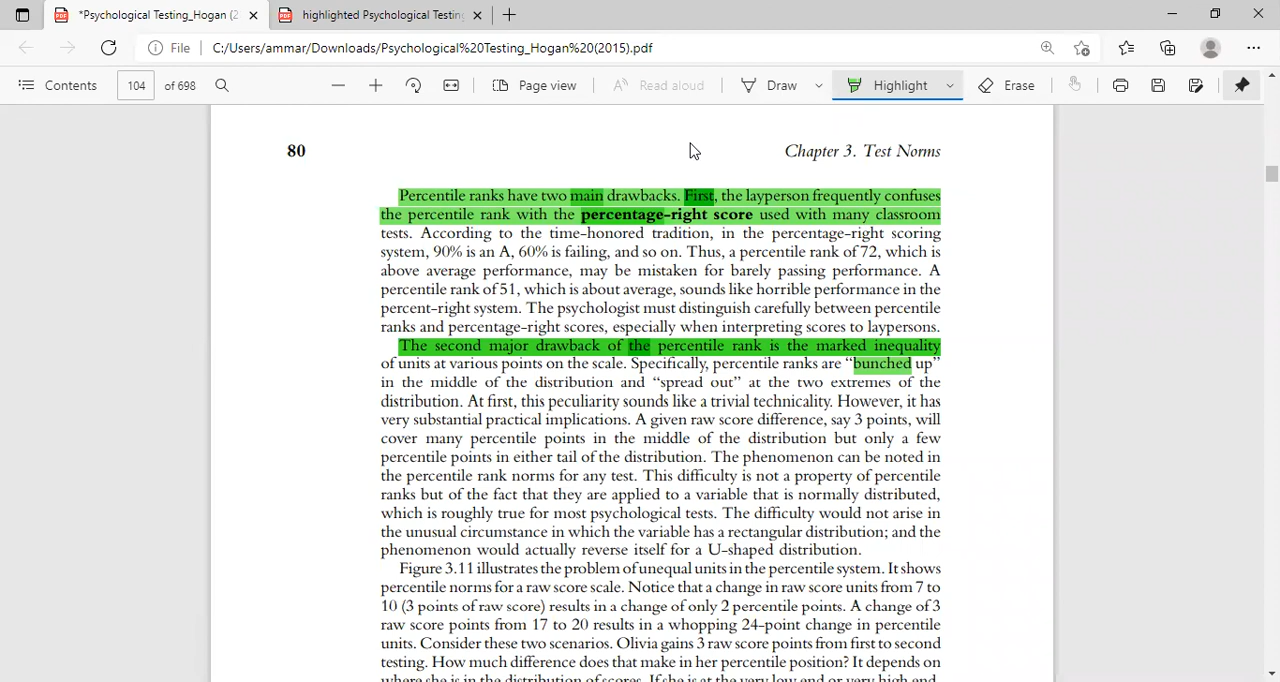 *Psychological Testing_Hogan (2
highlighted Psychological Testing
File
C:/Users/ammar/Downloads/Psychological%20Testing_Hogan%20(2015).pdf
Contents
104 of 698
Page view
Read aloud
Draw
Highlight
Erase
80
Chapter 3. Test Norms
Percentile ranks have two main drawbacks. First, the layperson frequently confuses
the percentile rank with the percentage-right score used with many classroom
tests. According to the time-honored tradition, in the percentage-right scoring
system, 90% is an A, 60% is failing, and so on. Thus, a percentile rank of 72, which is
above average performance, may be mistaken for barely passing performance. A
percentile rank of 51, which is about average, sounds like horrible performance in the
percent-right system. The psychologist must distinguish carefully between percentile
ranks and percentage-right scores, especially when interpreting scores to laypersons.
The second major drawback of the percentile rank is the marked inequality
of units at various points on the scale. Specifically, percentile ranks are “bunched up”
in the middle of the distribution and “spread out” at the two extremes of the
distribution. At first, this peculiarity sounds like a trivial technicality. However, it has
very substantial practical implications. A given raw score difference, say 3 points, will
cover many percentile points in the middle of the distribution but only a few
percentile points in either tail of the distribution. The phenomenon can be noted in
the percentile rank norms for any test. This difficulty is not a property of percentile
ranks but of the fact that they are applied to a variable that is normally distributed,
which is roughly true for most psychological tests. The difficulty would not arise in
the unusual circumstance in which the variable has a rectangular distribution; and the
phenomenon would actually reverse itself for a U-shaped distribution.
Figure 3.11 illustrates the problem of unequal units in the percentile system. It shows
percentile norms for a raw score scale. Notice that a change in raw score units from 7 to
10 (3 points of raw score) results in a change of only 2 percentile points. A change of 3
raw score points from 17 to 20 results in a whopping 24-point change in percentile
units. Consider these two scenarios. Olivia gains 3 raw score points from first to second
testing. How much difference does that make in her percentile position? It depends on
where she is in the distribution of scores. If she is at the very low end or very high end,